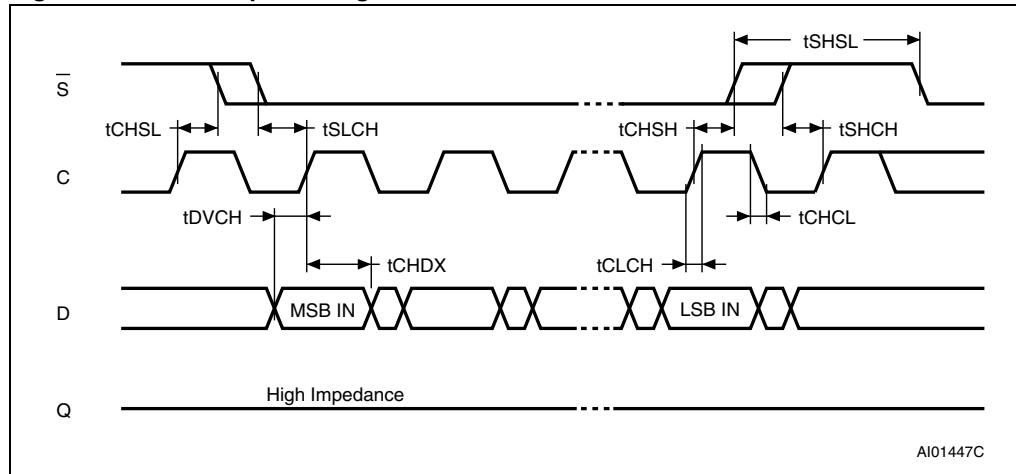 tSHSL
S̅
tCHSL
tSLCH
tCHSH
tSHCH
C
tDVCH
tCHCL
tCHDX
tCLCH
D
MSB IN
LSB IN
High Impedance
Q
AI01447C